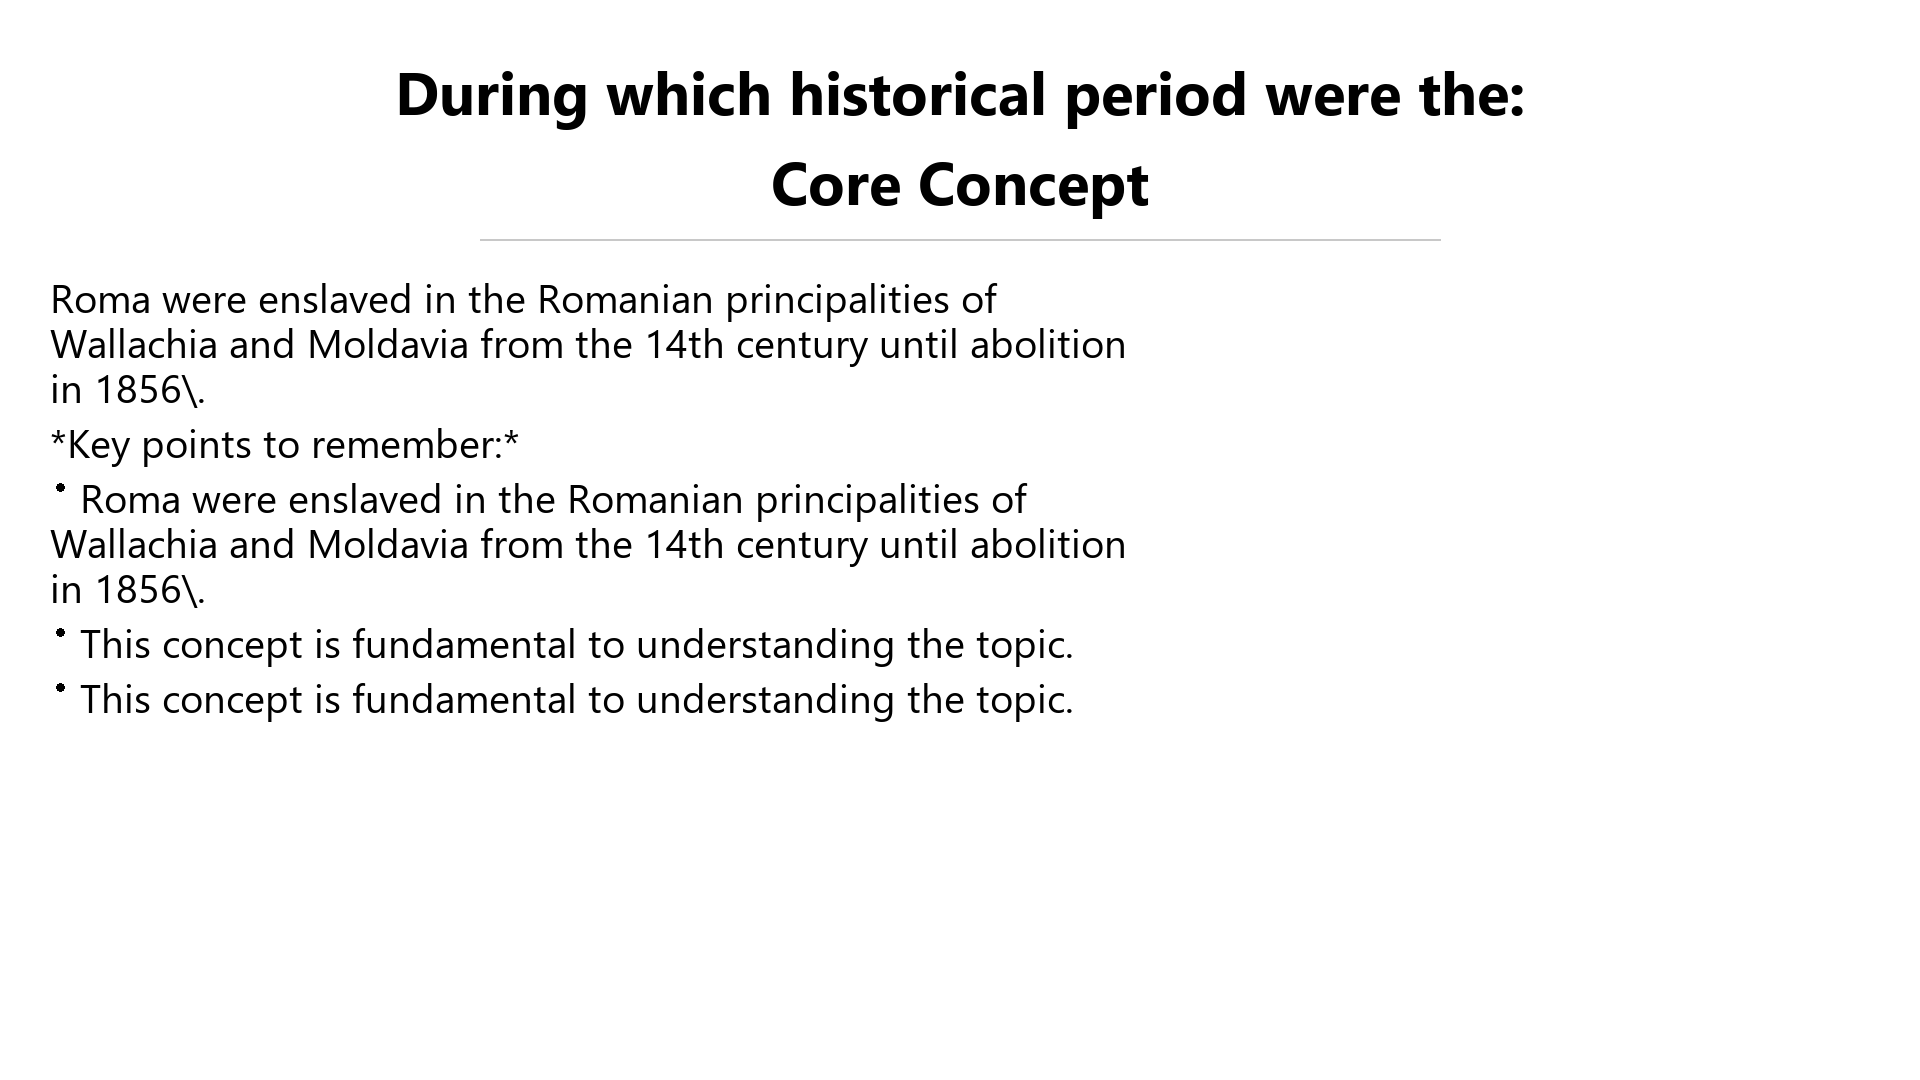 During which historical period were the:
Core Concept
Roma were enslaved in the Romanian principalities of
Wallachia and Moldavia from the 14th century until abolition
in 1856\.
*Key points to remember:*
• Roma were enslaved in the Romanian principalities of
Wallachia and Moldavia from the 14th century until abolition
in 1856\.
• This concept is fundamental to understanding the topic.
• This concept is fundamental to understanding the topic.